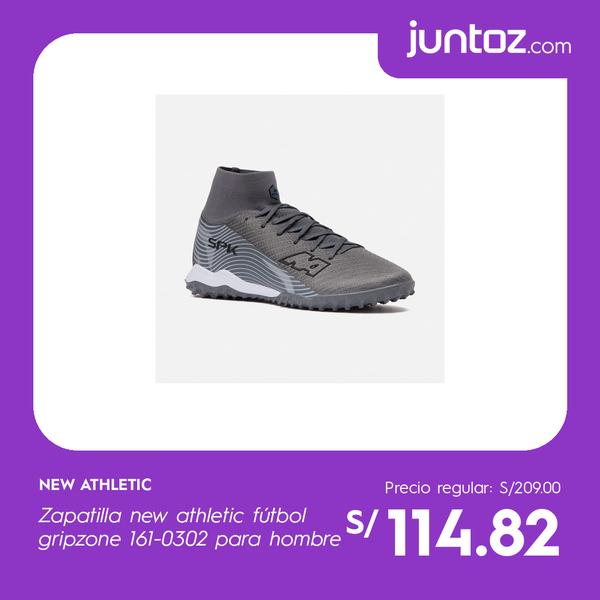 juntoz.com
SPK
NEW ATHLETIC
Zapatilla new athletic fútbol
gripzone 161-0302 para hombre
Precio regular: S/209.00
S/ 114.82